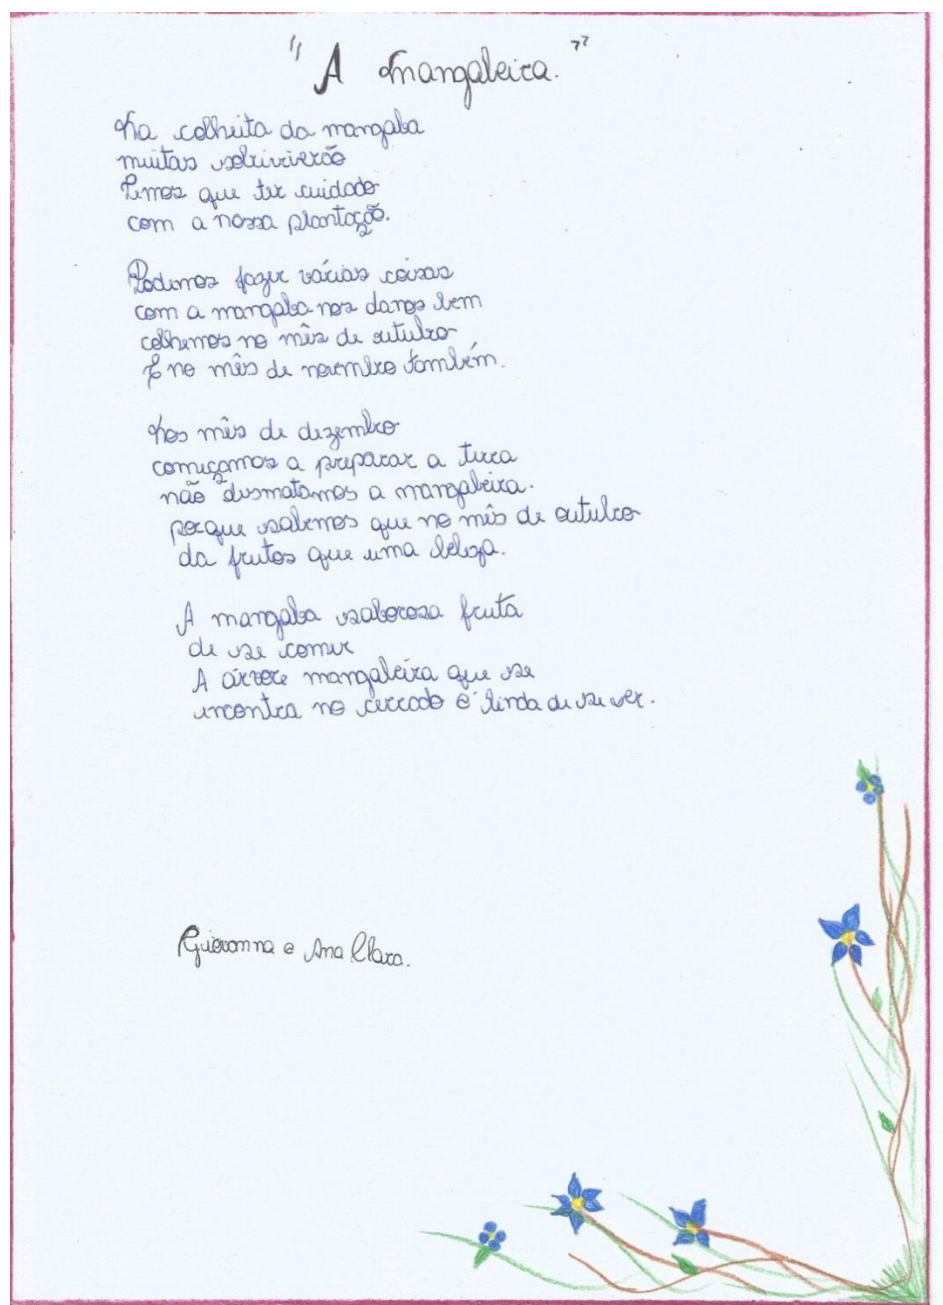 "A Mangabeira."
Na colheita da mangaba
muitas sobriviverão
Temos que ter cuidado
com a nossa plantação.
Podemos fazer várias coisas
com a mangaba nos damos bem
colhemos no mês de outubro
E no mês de novembro também.
Nos mês de dezembro
começamos a preparar a terra
não desmatamos a mangabeira.
porque sabemos que no mês de outubro
da frutos que uma beleza.
A mangaba saborosa fruta
de se comer
A árvore mangabeira que se
encontra no cerrado é linda de se ver.
Giovanna e Ana Clara.